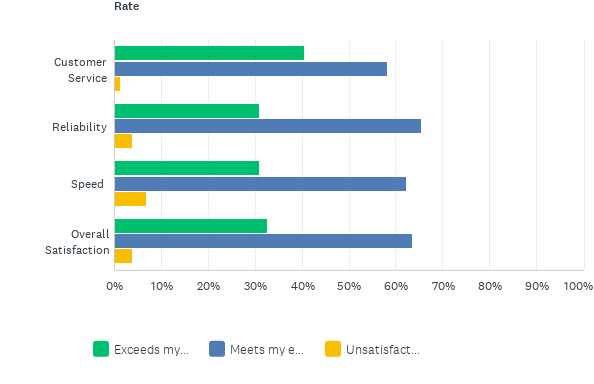 Rate
Customer
Service
Reliability
Speed
Overall
Satisfaction
0% 10% 20% 30% 40% 50% 60% 70% 80% 90% 100%
Exceeds my... Meets my e... Unsatisfact...